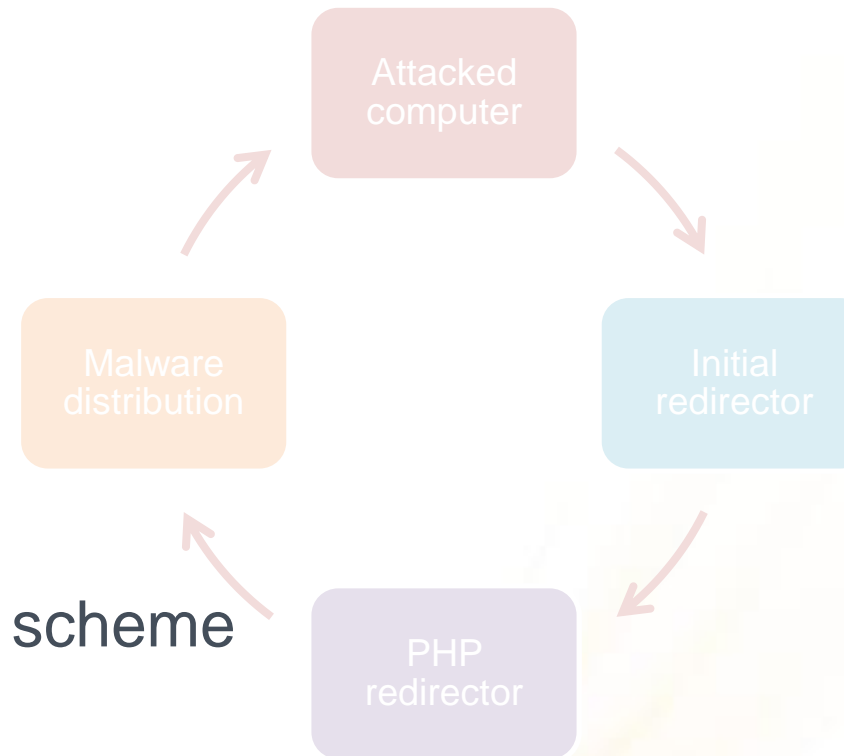 Attacked
computer
Malware
distribution
Initial
redirector
scheme
PHP
redirector